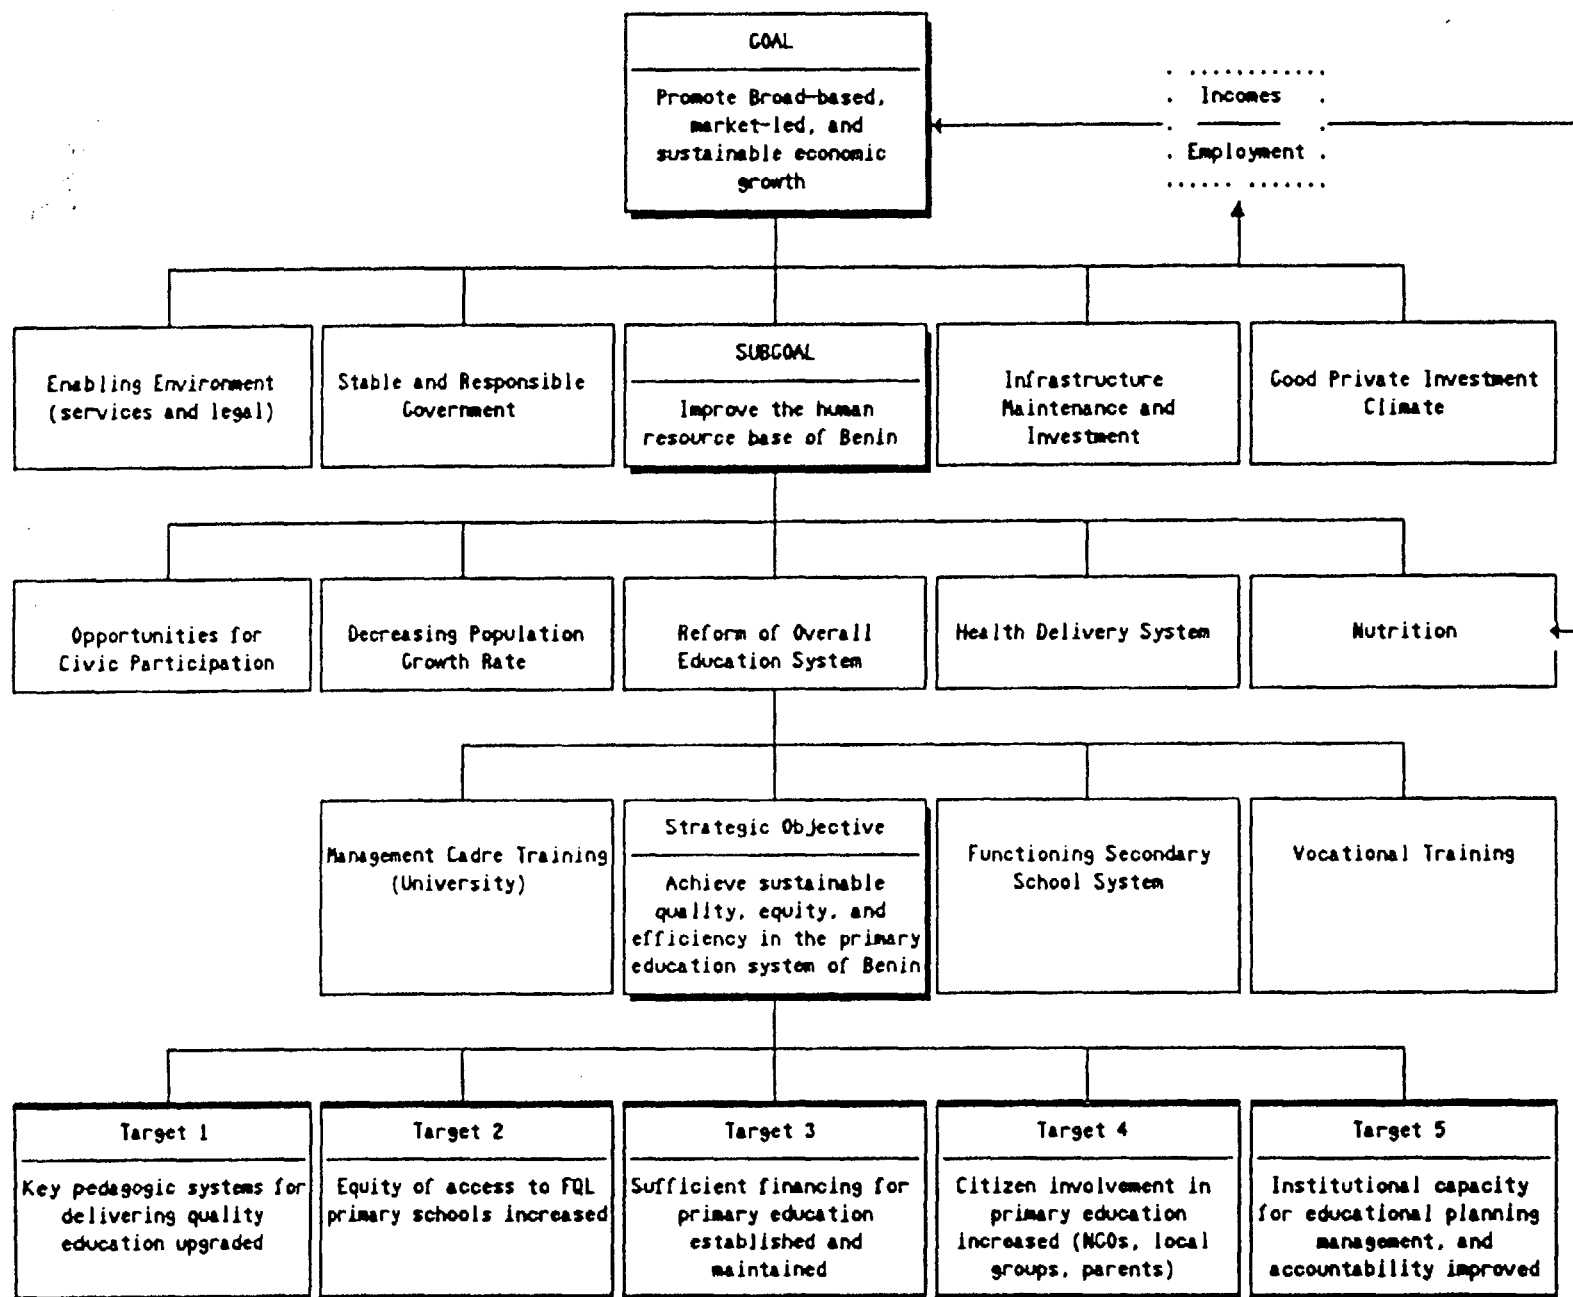 GOAL
Promote Broad-based,
market-led, and
sustainable economic
growth
Incomes
Employment
Enabling Environment
(services and legal)
Stable and Responsible
Government
SUBGOAL
Improve the human
resource base of Benin
Infrastructure
Maintenance and
Investment
Good Private Investment
Climate
Opportunities for
Civic Participation
Decreasing Population
Growth Rate
Reform of Overall
Education System
Health Delivery System
Nutrition
Management Cadre Training
(University)
Strategic Objective
Achieve sustainable
quality, equity, and
efficiency in the primary
education system of Benin
Functioning Secondary
School System
Vocational Training
Target 1
Key pedagogic systems for
delivering quality
education upgraded
Target 2
Equity of access to FQL
primary schools increased
Target 3
Sufficient financing for
primary education
established and
maintained
Target 4
Citizen involvement in
primary education
increased (NGOs, local
groups, parents)
Target 5
Institutional capacity
for educational planning
management, and
accountability improved